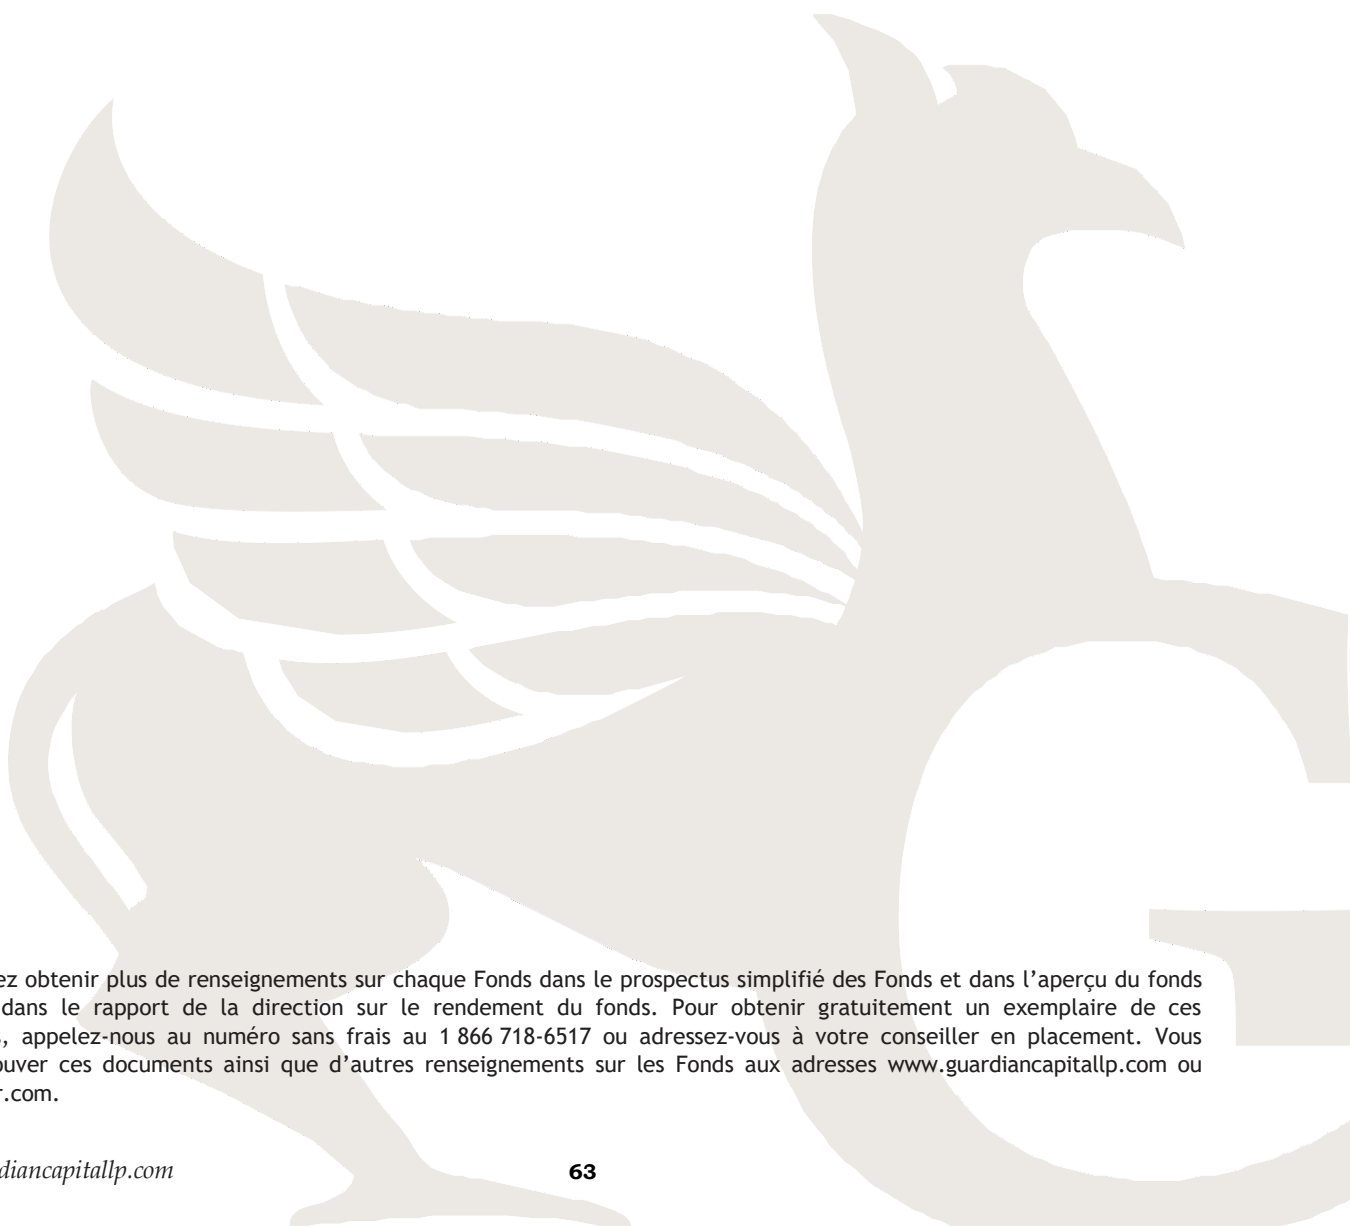 ez obtenir plus de renseignements sur chaque Fonds dans le prospectus simplifié des Fonds et dans l’aperçu du fonds
dans le rapport de la direction sur le rendement du fonds. Pour obtenir gratuitement un exemplaire de ces
, appelez-nous au numéro sans frais au 1 866 718-6517 ou adressez-vous à votre conseiller en placement. Vous
ouver ces documents ainsi que d’autres renseignements sur les Fonds aux adresses www.guardiancapitallp.com ou
r.com.
diancapitallp.com 63
G